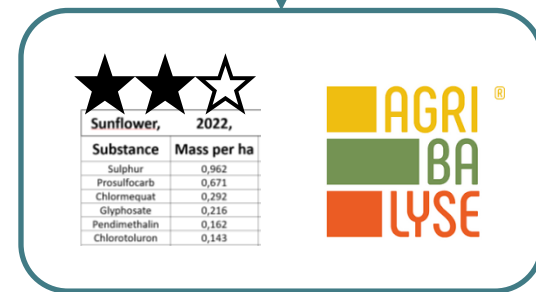 Sunflower, 2022,
Substance Mass per ha
Sulphur 0,962
Prosulfocarb 0,671
Chlormequat 0,292
Glyphosate 0,216
Pendimethalin 0,162
Chlorotoluron 0,143
AGRI ®
BA
LYSE